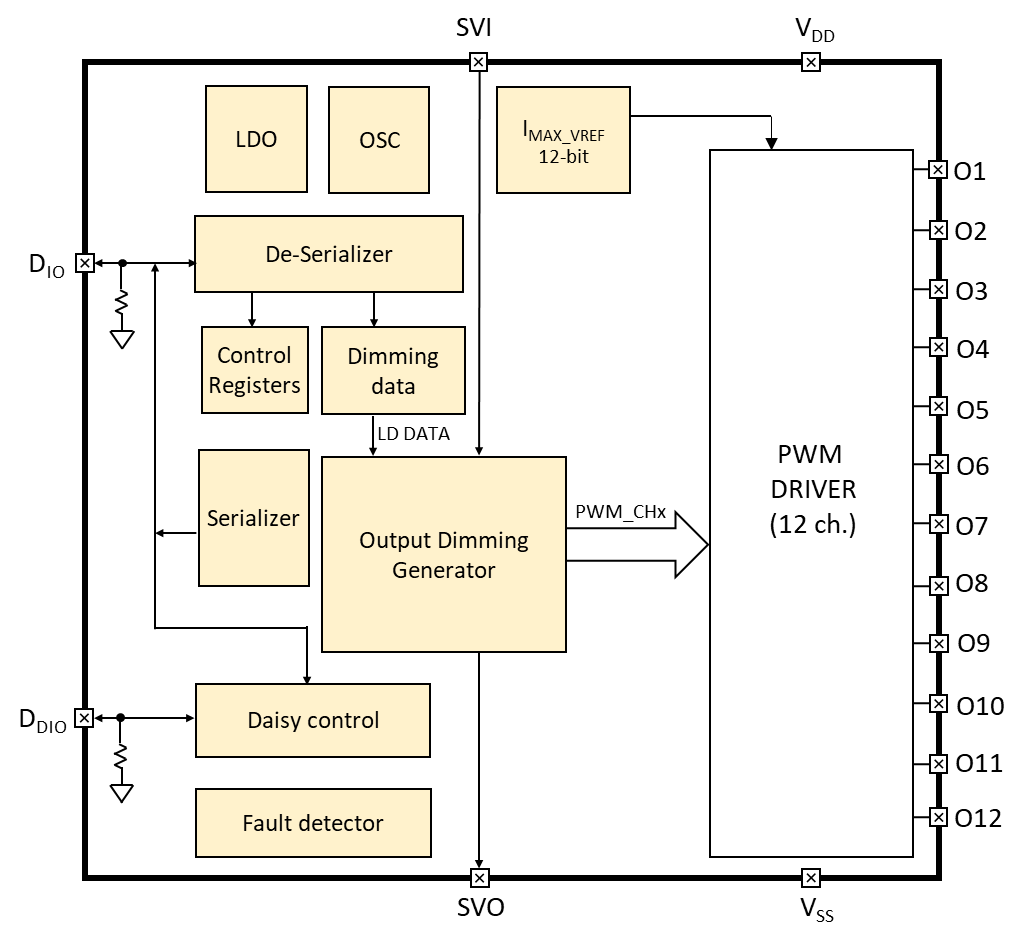 SVI
VDD
LDO
OSC
IMAX_VREF
12-bit
O1
O2
De-Serializer
DIO
O3
Control
Registers
Dimming
data
O4
O5
LD DATA
PWM
DRIVER
(12 ch.)
O6
Serializer
PWM_CHx
O7
Output Dimming
Generator
O8
O9
O10
DDIO
Daisy control
O11
Fault detector
O12
SVO
VSS